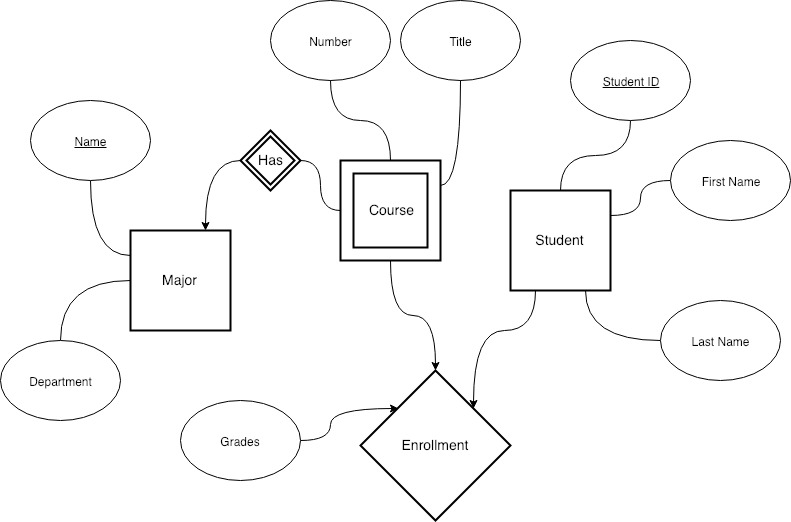 Number
Title
Student ID
Name
Has
First Name
Course
Student
Major
Last Name
Department
Grades
Enrollment